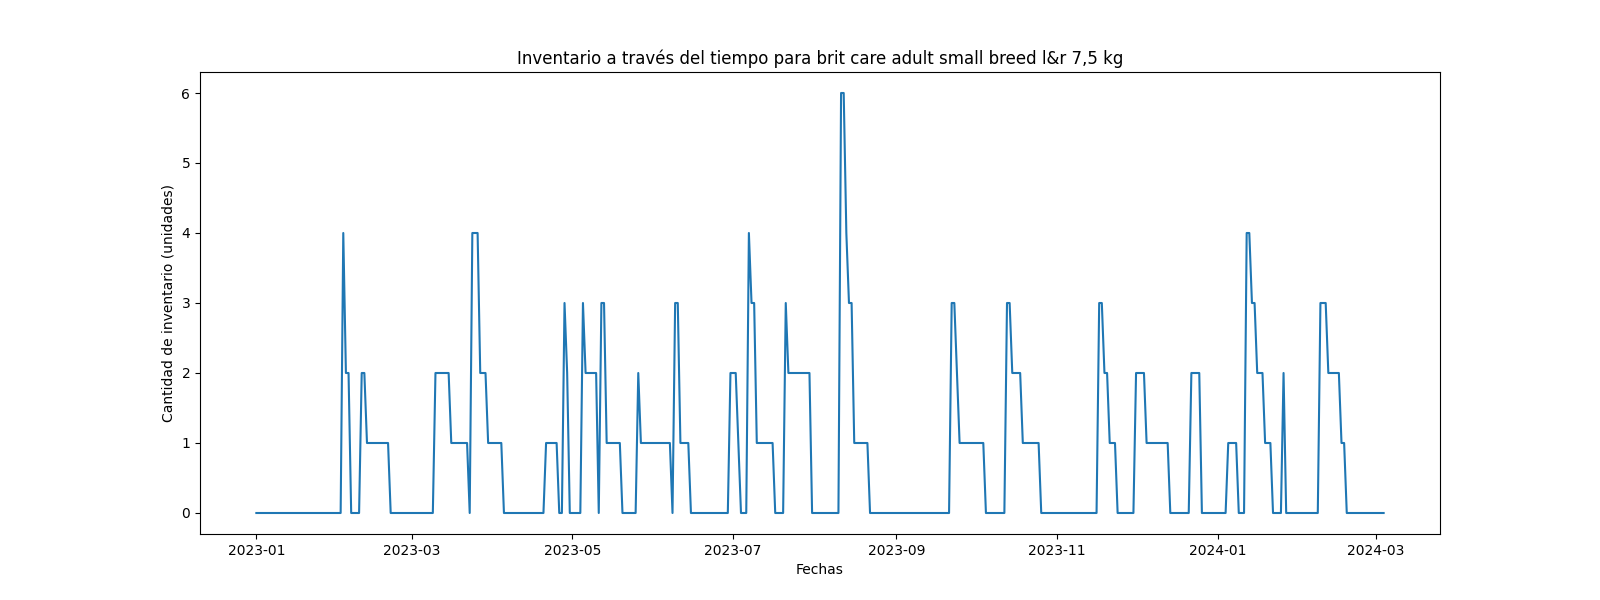 Inventario a través del tiempo para brit care adult small breed l&r 7,5 kg
Cantidad de inventario (unidades)
6
5
4
3
2
1
0
2023-01 2023-03 2023-05 2023-07 2023-09 2023-11 2024-01 2024-03
Fechas